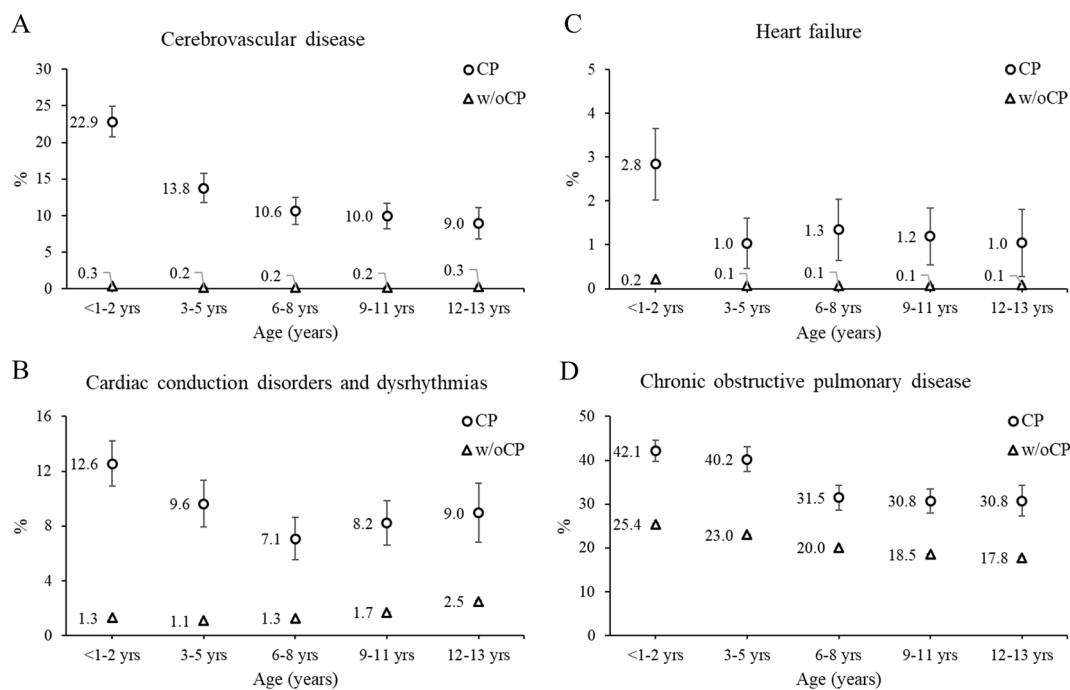 A
Cerebrovascular disease
CP
w/oCP
30
25
20
15
10
5
0
%
22.9
13.8
10.6
10.0
9.0
0.3
0.2
0.2
0.2
0.3
<1-2 yrs 3-5 yrs 6-8 yrs 9-11 yrs 12-13 yrs
Age (years)
C
Heart failure
CP
w/oCP
5
4
3
2
1
0
%
2.8
1.0
1.3
1.2
1.0
0.2
0.1
0.1
0.1
0.1
<1-2 yrs 3-5 yrs 6-8 yrs 9-11 yrs 12-13 yrs
Age (years)
B
Cardiac conduction disorders and dysrhythmias
CP
w/oCP
16
12
8
4
0
%
12.6
9.6
7.1
8.2
9.0
1.3
1.1
1.3
1.7
2.5
<1-2 yrs 3-5 yrs 6-8 yrs 9-11 yrs 12-13 yrs
Age (years)
D
Chronic obstructive pulmonary disease
CP
w/oCP
50
40
30
20
10
0
%
42.1
40.2
31.5
30.8
30.8
25.4
23.0
20.0
18.5
17.8
<1-2 yrs 3-5 yrs 6-8 yrs 9-11 yrs 12-13 yrs
Age (years)